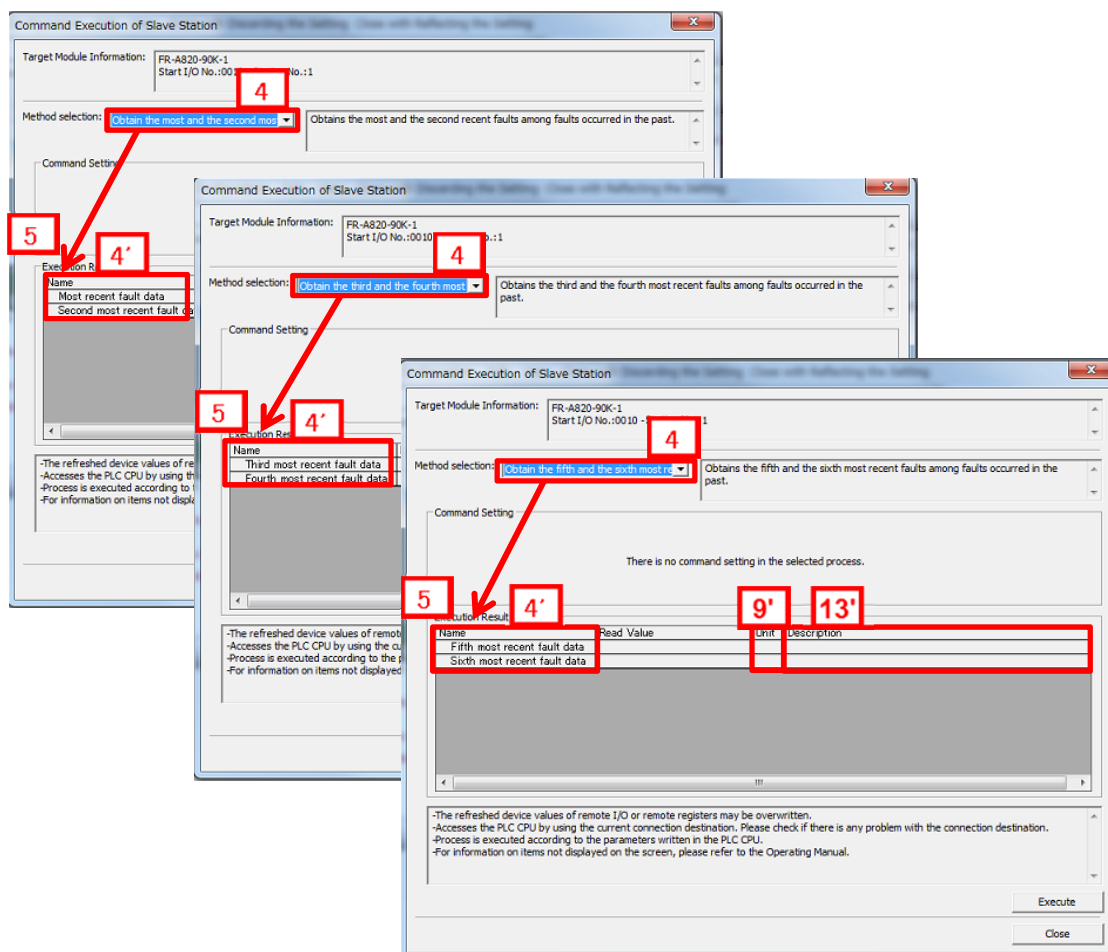 Command Execution of Slave Station
Target Module Information:
FR-A820-90K-1
Start I/O No.:001
No.:1
4
Method selection:
Obtain the most and the second mos
Obtains the most and the second recent faults among faults occurred in the past.
Command Setting
5
4´
Execution R
Name
Most recent fault data
Second most recent fault da
-The refreshed device values of re
-Accesses the PLC CPU by using th
-Process is executed according to t
-For information on items not displa
Command Execution of Slave Station
Target Module Information:
FR-A820-90K-1
Start I/O No.:0010
o.:1
4
Method selection:
Obtain the third and the fourth most
Obtains the third and the fourth most recent faults among faults occurred in the
past.
Command Setting
5
4´
Execution Res
Name
Third most recent fault data
Fourth most recent fault data
-The refreshed device values of remot
-Accesses the PLC CPU by using the cu
-Process is executed according to the p
-For information on items not displayed
Command Execution of Slave Station
Target Module Information:
FR-A820-90K-1
Start I/O No.:0010 -
1
4
Method selection:
Obtain the fifth and the sixth most re
Obtains the fifth and the sixth most recent faults among faults occurred in the
past.
Command Setting
There is no command setting in the selected process.
5
4´
9'
13'
Execution Result
Name Read Value Unit Description
Fifth most recent fault data
Sixth most recent fault data
-The refreshed device values of remote I/O or remote registers may be overwritten.
-Accesses the PLC CPU by using the current connection destination. Please check if there is any problem with the connection destination.
-Process is executed according to the parameters written in the PLC CPU.
-For information on items not displayed on the screen, please refer to the Operating Manual.
Execute
Close